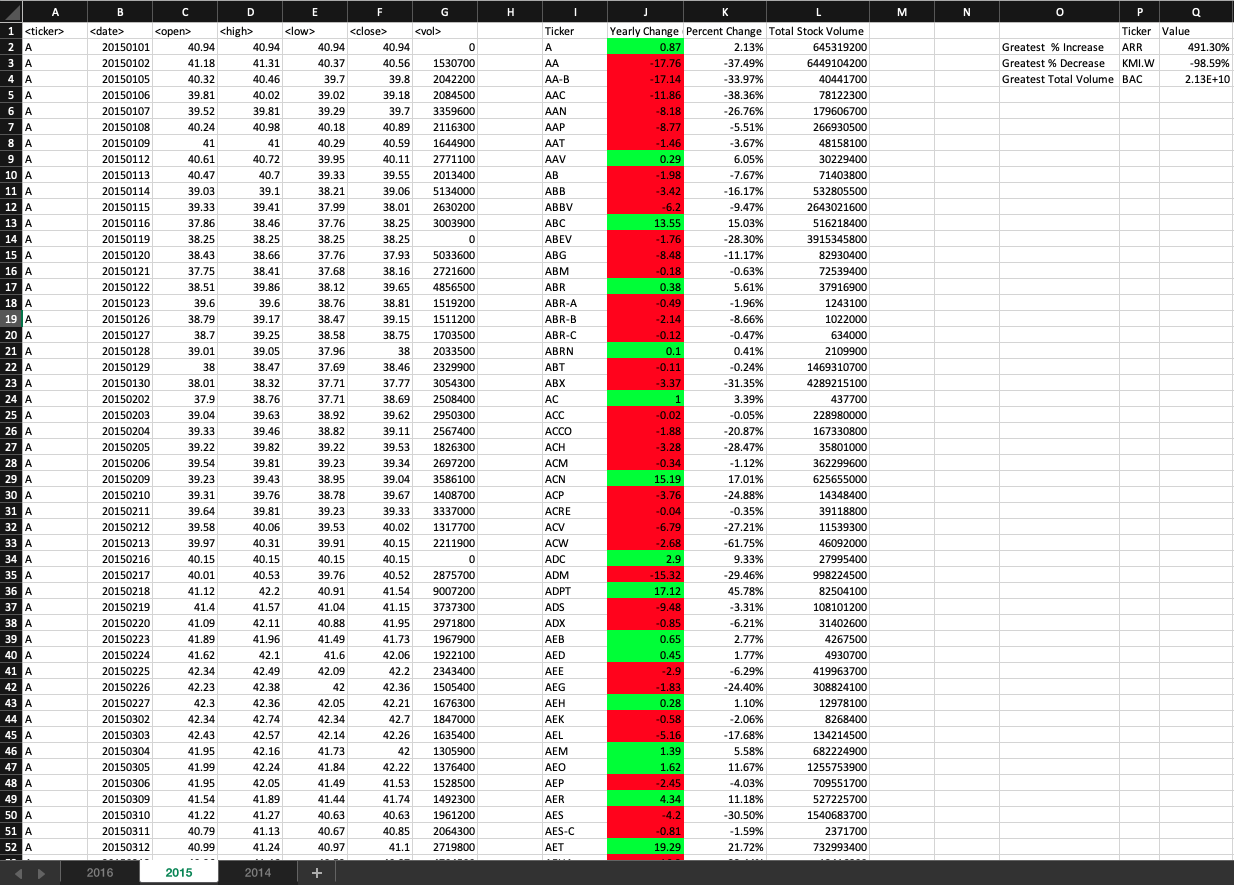 A B C D E F G H I J K L M N O P Q
1 <ticker> <date> <open> <high> <low> <close> <vol> Ticker Yearly Change Percent Change Total Stock Volume Ticker Value
2 A 20150101 40.94 40.94 40.94 40.94 0 A 0.87 2.13% 645319200 Greatest % Increase ARR 491.30%
3 A 20150102 41.18 41.31 40.37 40.56 1530700 AA -17.76 -37.49% 6449104200 Greatest % Decrease KMI.W -98.59%
4 A 20150105 40.32 40.46 39.7 39.8 2042200 AA-B -17.14 -33.97% 40441700 Greatest Total Volume BAC 2.13E+10
5 A 20150106 39.81 40.02 39.02 39.18 2084500 AAC -11.86 -38.36% 78122300
6 A 20150107 39.52 39.81 39.29 39.7 3359600 AAN -8.18 -26.76% 179606700
7 A 20150108 40.24 40.98 40.18 40.89 2116300 AAP -8.77 -5.51% 266930500
8 A 20150109 41 41 40.29 40.59 1644900 AAT -1.46 -3.67% 48158100
9 A 20150112 40.61 40.72 39.95 40.11 2771100 AAV 0.29 6.05% 30229400
10 A 20150113 40.47 40.7 39.33 39.55 2013400 AB -1.98 -7.67% 71403800
11 A 20150114 39.03 39.1 38.21 39.06 5134000 ABB -3.42 -16.17% 532805500
12 A 20150115 39.33 39.41 37.99 38.01 2630200 ABBV -6.2 -9.47% 2643021600
13 A 20150116 37.86 38.46 37.76 38.25 3003900 ABC 13.55 15.03% 516218400
14 A 20150119 38.25 38.25 38.25 38.25 0 ABEV -1.76 -28.30% 3915345800
15 A 20150120 38.43 38.66 37.76 37.93 5033600 ABG -8.48 -11.17% 82930400
16 A 20150121 37.75 38.41 37.68 38.16 2721600 ABM -0.18 -0.63% 72539400
17 A 20150122 38.51 39.86 38.12 39.65 4856500 ABR 0.38 5.61% 37916900
18 A 20150123 39.6 39.6 38.76 38.81 1519200 ABR-A -0.49 -1.96% 1243100
19 A 20150126 38.79 39.17 38.47 39.15 1511200 ABR-B -2.14 -8.66% 1022000
20 A 20150127 38.7 39.25 38.58 38.75 1703500 ABR-C -0.12 -0.47% 634000
21 A 20150128 39.01 39.05 37.96 38 2033500 ABRN 0.1 0.41% 2109900
22 A 20150129 38 38.47 37.69 38.46 2329900 ABT -0.11 -0.24% 1469310700
23 A 20150130 38.01 38.32 37.71 37.77 3054300 ABX -3.37 -31.35% 4289215100
24 A 20150202 37.9 38.76 37.71 38.69 2508400 AC 1 3.39% 437700
25 A 20150203 39.04 39.63 38.92 39.62 2950300 ACC -0.02 -0.05% 228980000
26 A 20150204 39.33 39.46 38.82 39.11 2567400 ACCO -1.88 -20.87% 167330800
27 A 20150205 39.22 39.82 39.22 39.53 1826300 ACH -3.28 -28.47% 35801000
28 A 20150206 39.54 39.81 39.23 39.34 2697200 ACM -0.34 -1.12% 362299600
29 A 20150209 39.23 39.43 38.95 39.04 3586100 ACN 15.19 17.01% 625655000
30 A 20150210 39.31 39.76 38.78 39.67 1408700 ACP -3.76 -24.88% 14348400
31 A 20150211 39.64 39.81 39.23 39.33 3337000 ACRE -0.04 -0.35% 39118800
32 A 20150212 39.58 40.06 39.53 40.02 1317700 ACV -6.79 -27.21% 11539300
33 A 20150213 39.97 40.31 39.91 40.15 2211900 ACW -2.68 -61.75% 46092000
34 A 20150216 40.15 40.15 40.15 40.15 0 ADC 2.9 9.33% 27995400
35 A 20150217 40.01 40.53 39.76 40.52 2875700 ADM -15.32 -29.46% 998224500
36 A 20150218 41.12 42.2 40.91 41.54 9007200 ADPT 17.12 45.78% 82504100
37 A 20150219 41.4 41.57 41.04 41.15 3737300 ADS -9.48 -3.31% 108101200
38 A 20150220 41.09 42.11 40.88 41.95 2971800 ADX -0.85 -6.21% 31402600
39 A 20150223 41.89 41.96 41.49 41.73 1967900 AEB 0.65 2.77% 4267500
40 A 20150224 41.62 42.1 41.6 42.06 1922100 AED 0.45 1.77% 4930700
41 A 20150225 42.34 42.49 42.09 42.2 2343400 AEE -2.9 -6.29% 419963700
42 A 20150226 42.23 42.38 42 42.36 1505400 AEG -1.83 -24.40% 308824100
43 A 20150227 42.3 42.36 42.05 42.21 1676300 AEH 0.28 1.10% 12978100
44 A 20150302 42.34 42.74 42.34 42.7 1847000 AEK -0.58 -2.06% 8268400
45 A 20150303 42.43 42.57 42.14 42.26 1635400 AEL -5.16 -17.68% 134214500
46 A 20150304 41.95 42.16 41.73 42 1305900 AEM 1.39 5.58% 682224900
47 A 20150305 41.99 42.24 41.84 42.22 1376400 AEO 1.62 11.67% 1255753900
48 A 20150306 41.95 42.05 41.49 41.53 1528500 AEP -2.45 -4.03% 709551700
49 A 20150309 41.54 41.89 41.44 41.74 1492300 AER 4.34 11.18% 527225700
50 A 20150310 41.22 41.27 40.63 40.63 1961200 AES -4.2 -30.50% 1540683700
51 A 20150311 40.79 41.13 40.67 40.85 2064300 AES-C -0.81 -1.59% 2371700
52 A 20150312 40.99 41.24 40.97 41.1 2719800 AET 19.29 21.72% 732993400
2016 2015 2014 +